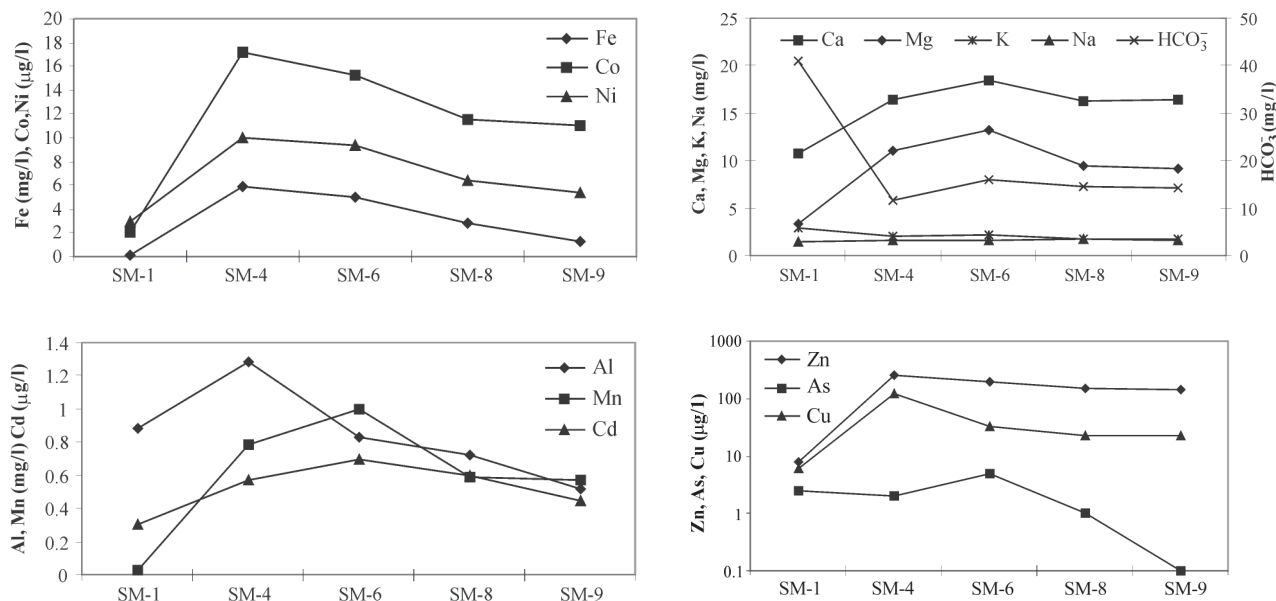 Fe (mg/l), Co,Ni (µg/l)
20
18
16
14
12
10
8
6
4
2
0
Fe
Co
Ni
SM-1 SM-4 SM-6 SM-8 SM-9
Ca, Mg, K, Na (mg/l)
25
20
15
10
5
0
Ca Mg K Na HCO₃⁻
50
40
30
20
10
0
HCO₃⁻ (mg/l)
SM-1 SM-4 SM-6 SM-8 SM-9
Al, Mn (mg/l) Cd (µg/l)
1.4
1.2
1
0.8
0.6
0.4
0.2
0
Al
Mn
Cd
SM-1 SM-4 SM-6 SM-8 SM-9
Zn, As, Cu (µg/l)
1000
100
10
1
0.1
Zn
As
Cu
SM-1 SM-4 SM-6 SM-8 SM-9